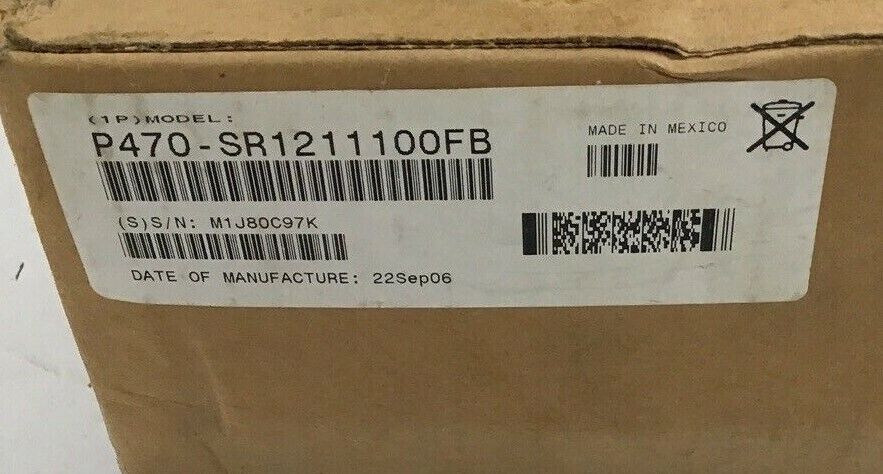 (1P)MODEL:
P470-SR1211100FB
MADE IN MEXICO
(S)S/N: M1J80C97K
DATE OF MANUFACTURE: 22Sep06